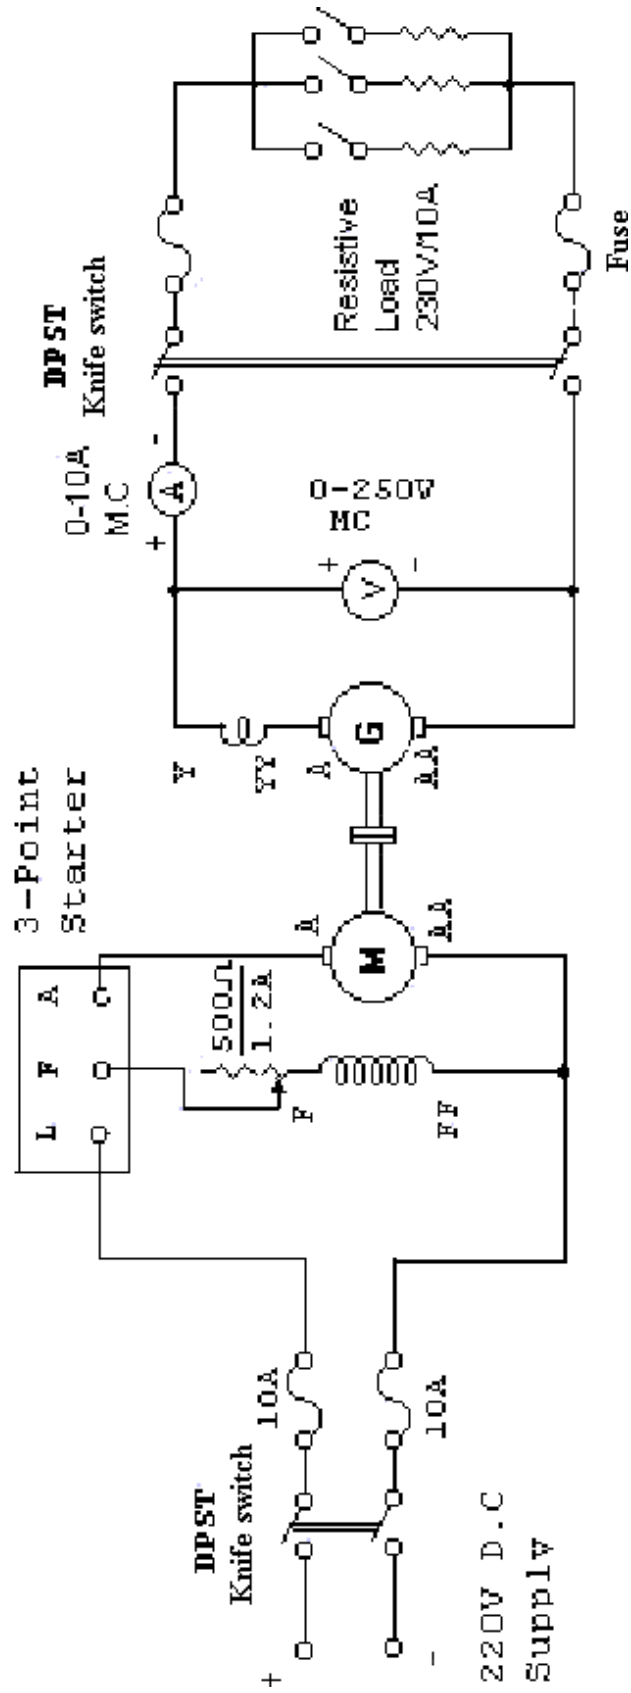 3-Point
Starter
L F A
500Ω
1.2A
F
FF
A
M
AA
DPST
Knife switch
10A
10A
+
-
220V D.C
Supply
Y
YY
A
G
AA
0-10A
M.C
+ A -
0-250V
MC
+
V
-
DPST
Knife switch
Resistive
Load
230V/10A
Fuse